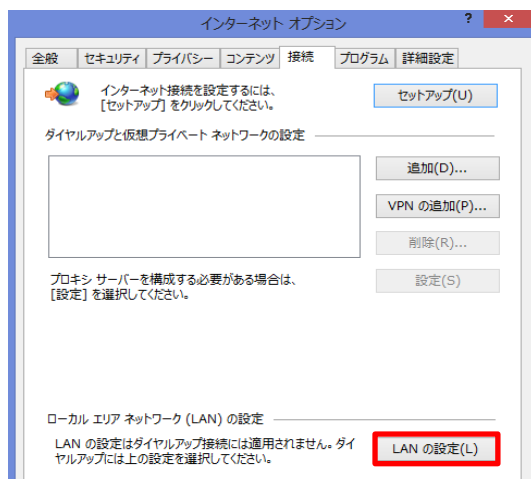 インターネット オプション
? ×
全般 セキュリティ プライバシー コンテンツ 接続 プログラム 詳細設定
インターネット接続を設定するには、
[セットアップ] をクリックしてください。
セットアップ(U)
ダイヤルアップと仮想プライベート ネットワークの設定
追加(D)...
VPN の追加(P)...
削除(R)...
設定(S)
プロキシ サーバーを構成する必要がある場合は、
[設定] を選択してください。
ローカル エリア ネットワーク (LAN) の設定
LAN の設定はダイヤルアップ接続には適用されません。ダイ
ヤルアップには上の設定を選択してください。
LAN の設定(L)